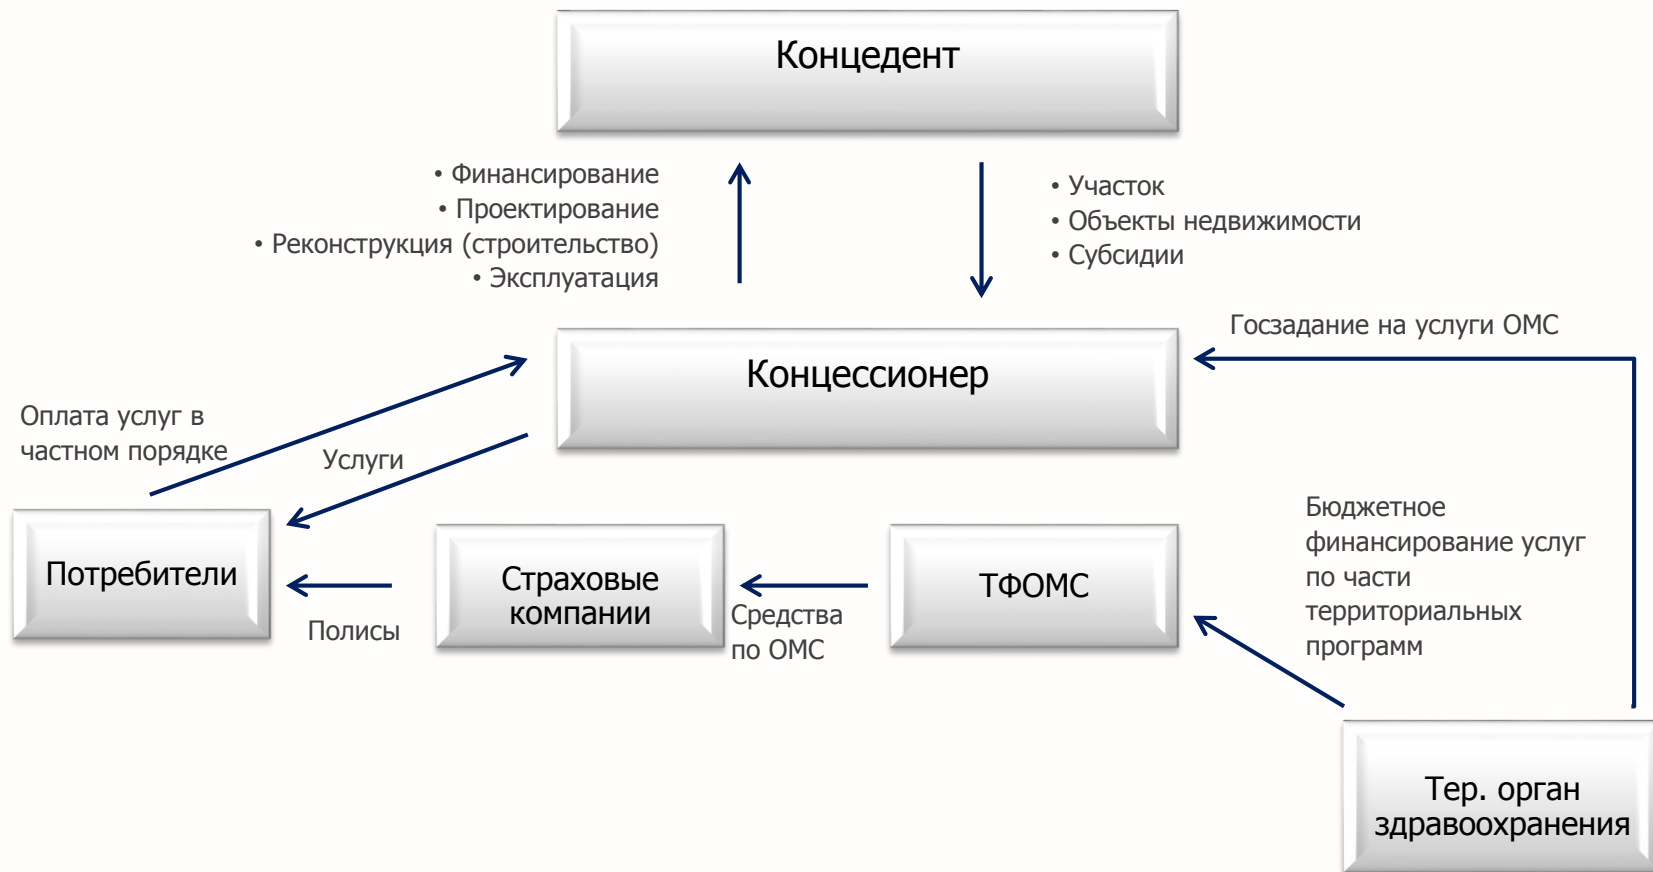 Концедент
• Финансирование
• Проектирование
• Реконструкция (строительство)
• Эксплуатация
• Участок
• Объекты недвижимости
• Субсидии
Госзадание на услуги ОМС
Концессионер
Оплата услуг в
частном порядке
Услуги
Бюджетное
финансирование услуг
по части
территориальных
программ
Потребители
Полисы
Страховые
компании
Средства
по ОМС
ТФОМС
Тер. орган
здравоохранения